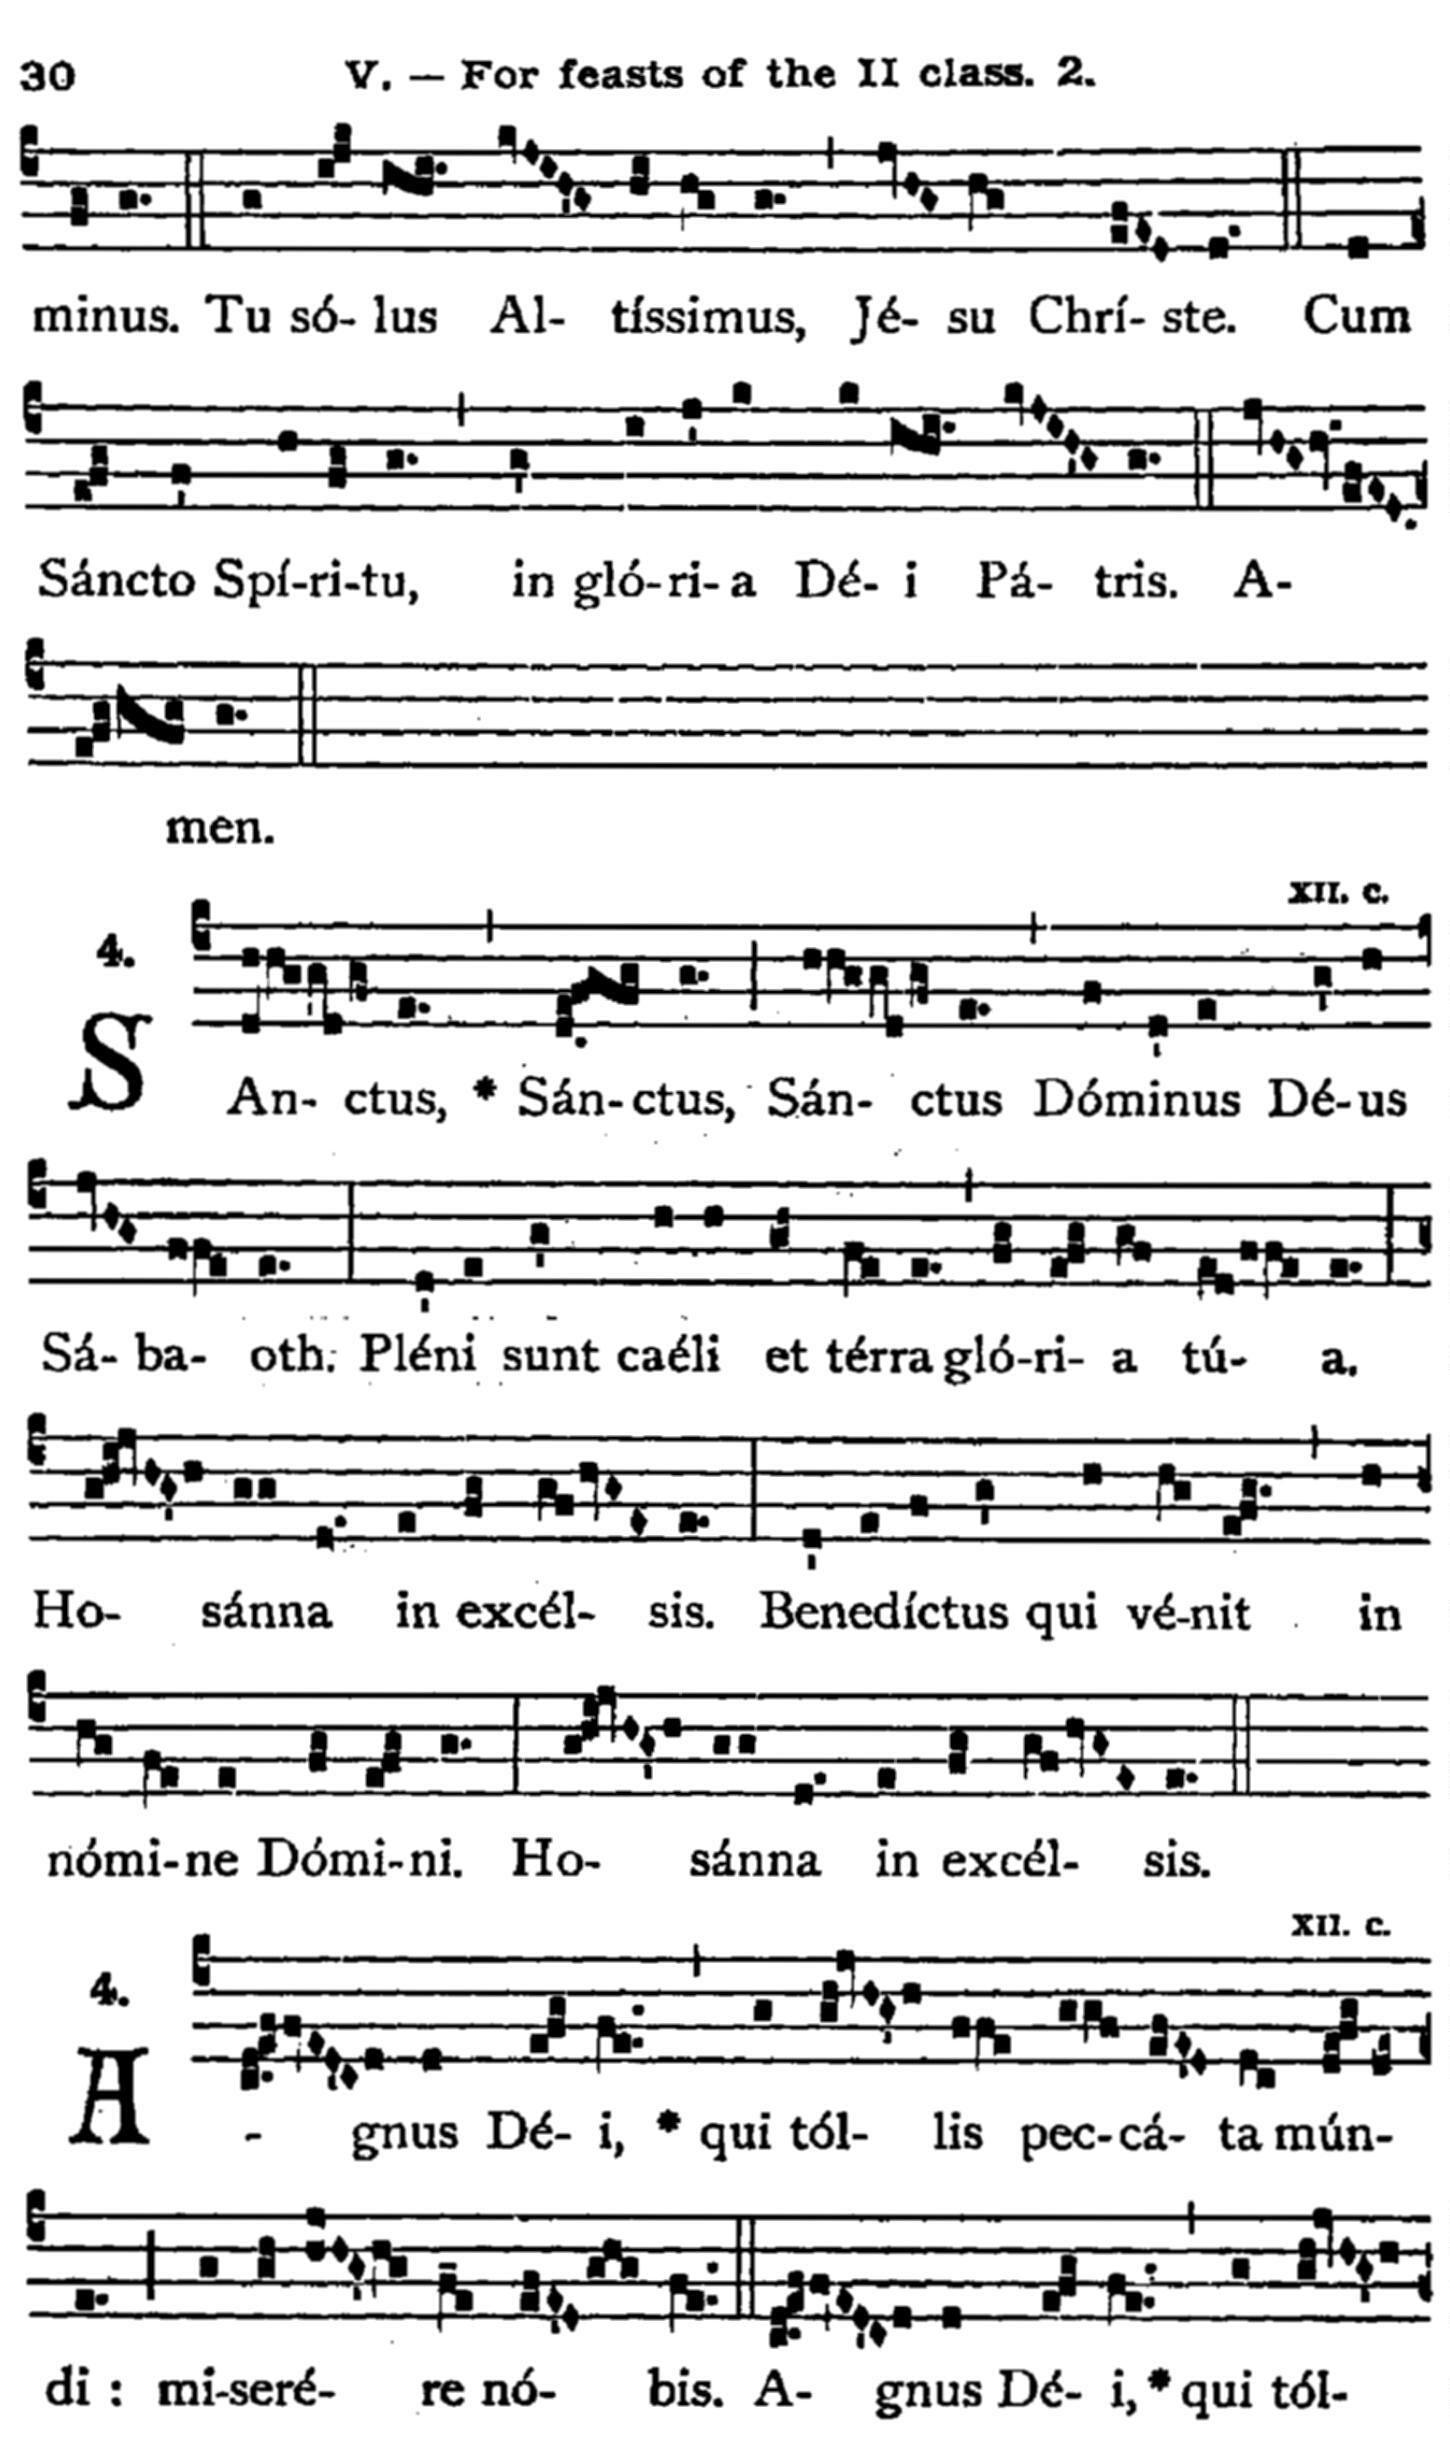 30 V. — For feasts of the II class. 2.
minus. Tu só- lus Al- tíssimus, Jé- su Chrí- ste. Cum
Sáncto Spí-ri-tu, in gló-ri- a Dé- i Pá- tris. A-
men.
XII. c.
4.
SAn- ctus, * Sán- ctus, Sán- ctus Dóminus Dé-us
Sá- ba- oth. Pléni sunt caéli et térra gló-ri- a tú- a.
Ho- sánna in excél- sis. Benedíctus qui vé-nit in
nómi-ne Dómi-ni. Ho- sánna in excél- sis.
XII. c.
4.
A- gnus Dé- i, * qui tól- lis pec-cá- ta mún-
di : mi-seré- re nó- bis. A- gnus Dé- i, * qui tól-